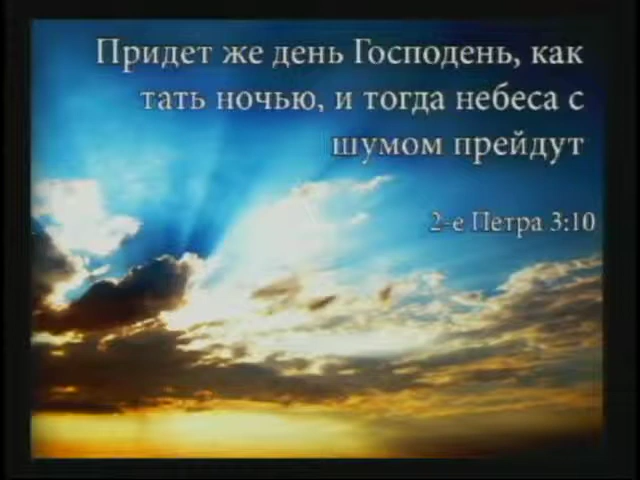 Придет же день Господень, как
тать ночью, и тогда небеса с
шумом прейдут
2-е Петра 3:10